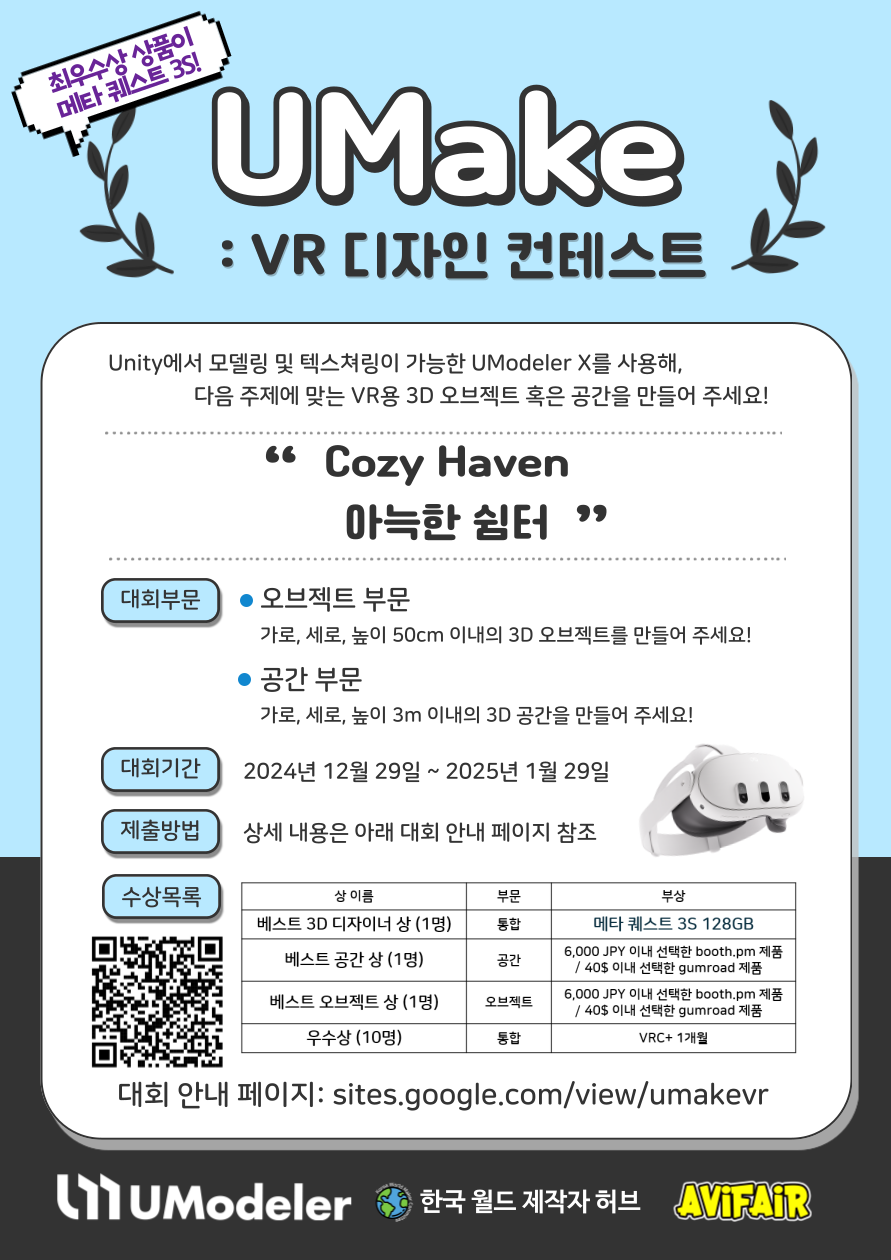 최우수상 상품이
메타 퀘스트 3S!
UMake
: VR 디자인 컨테스트
Unity에서 모델링 및 텍스쳐링이 가능한 UModeler X를 사용해,
다음 주제에 맞는 VR용 3D 오브젝트 혹은 공간을 만들어 주세요!
“ Cozy Haven
아늑한 쉼터 ”
대회부문
• 오브젝트 부문
가로, 세로, 높이 50cm 이내의 3D 오브젝트를 만들어 주세요!
• 공간 부문
가로, 세로, 높이 3m 이내의 3D 공간을 만들어 주세요!
대회기간 2024년 12월 29일 ~ 2025년 1월 29일
제출방법 상세 내용은 아래 대회 안내 페이지 참조
수상목록
상 이름 부문 부상
베스트 3D 디자이너 상 (1명) 통합 메타 퀘스트 3S 128GB
베스트 공간 상 (1명) 공간 6,000 JPY 이내 선택한 booth.pm 제품
/ 40$ 이내 선택한 gumroad 제품
베스트 오브젝트 상 (1명) 오브젝트 6,000 JPY 이내 선택한 booth.pm 제품
/ 40$ 이내 선택한 gumroad 제품
우수상 (10명) 통합 VRC+ 1개월
대회 안내 페이지: sites.google.com/view/umakevr
UModeler 한국 월드 제작자 허브 AViFAiR